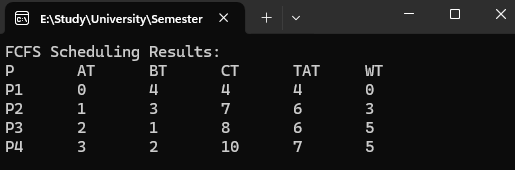 E:\Study\University\Semester
FCFS Scheduling Results:
P AT BT CT TAT WT
P1 0 4 4 4 0
P2 1 3 7 6 3
P3 2 1 8 6 5
P4 3 2 10 7 5